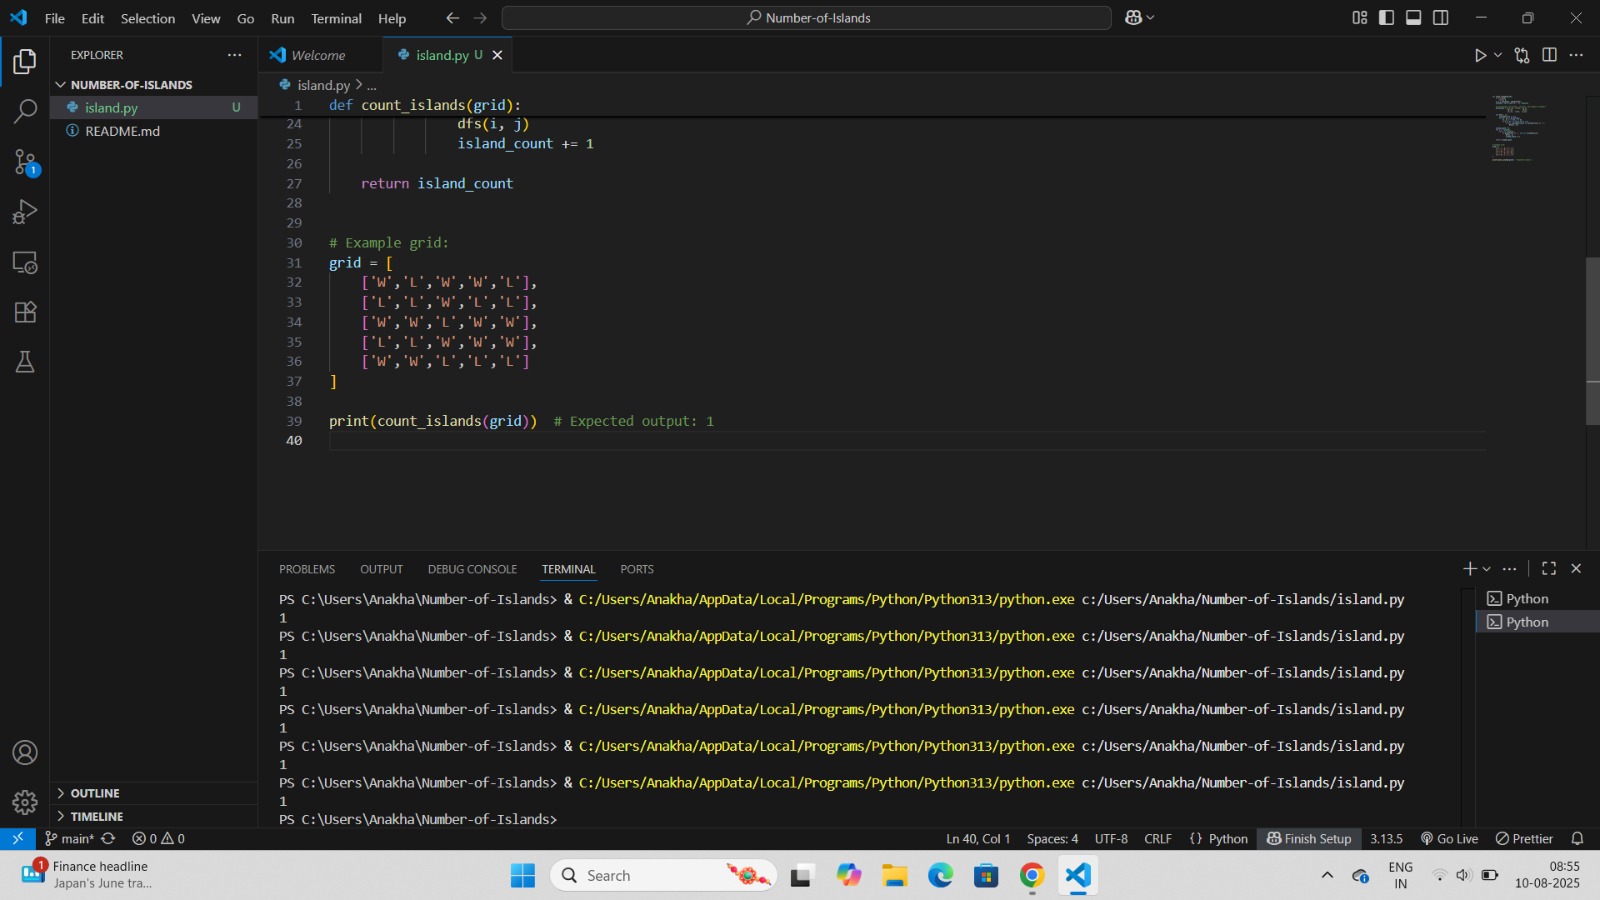 File Edit Selection View Go Run Terminal Help
Number-of-Islands
EXPLORER
NUMBER-OF-ISLANDS
island.py U
README.md
OUTLINE
TIMELINE
Welcome
island.py U
island.py > ...
1 def count_islands(grid):
24 dfs(i, j)
25 island_count += 1
26
27 return island_count
28
29
30 # Example grid:
31 grid = [
32 ['W','L','W','W','L'],
33 ['L','L','W','L','L'],
34 ['W','W','L','W','W'],
35 ['L','L','W','W','W'],
36 ['W','W','L','L','L']
37 ]
38
39 print(count_islands(grid)) # Expected output: 1
40
PROBLEMS OUTPUT DEBUG CONSOLE TERMINAL PORTS
PS C:\Users\Anakha\Number-of-Islands> & C:/Users/Anakha/AppData/Local/Programs/Python/Python313/python.exe c:/Users/Anakha/Number-of-Islands/island.py
1
PS C:\Users\Anakha\Number-of-Islands> & C:/Users/Anakha/AppData/Local/Programs/Python/Python313/python.exe c:/Users/Anakha/Number-of-Islands/island.py
1
PS C:\Users\Anakha\Number-of-Islands> & C:/Users/Anakha/AppData/Local/Programs/Python/Python313/python.exe c:/Users/Anakha/Number-of-Islands/island.py
1
PS C:\Users\Anakha\Number-of-Islands> & C:/Users/Anakha/AppData/Local/Programs/Python/Python313/python.exe c:/Users/Anakha/Number-of-Islands/island.py
1
PS C:\Users\Anakha\Number-of-Islands> & C:/Users/Anakha/AppData/Local/Programs/Python/Python313/python.exe c:/Users/Anakha/Number-of-Islands/island.py
1
PS C:\Users\Anakha\Number-of-Islands> & C:/Users/Anakha/AppData/Local/Programs/Python/Python313/python.exe c:/Users/Anakha/Number-of-Islands/island.py
1
PS C:\Users\Anakha\Number-of-Islands>
Python
Python
1
main* 0 0
Ln 40, Col 1 Spaces: 4 UTF-8 CRLF {} Python Finish Setup 3.13.5 Go Live Prettier
1
Finance headline
Japan's June tra...
Search
ENG
IN
08:55
10-08-2025